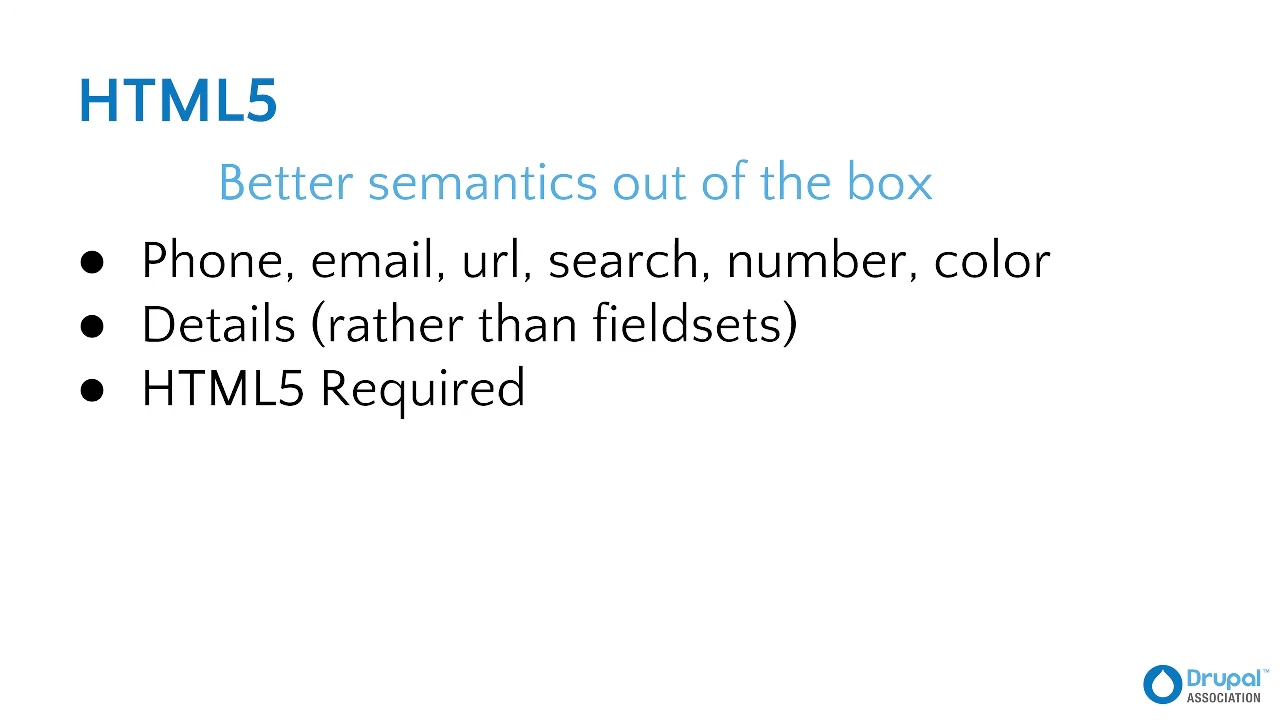 HTML5
Better semantics out of the box
● Phone, email, url, search, number, color
● Details (rather than fieldsets)
● HTML5 Required
Drupal™
ASSOCIATION